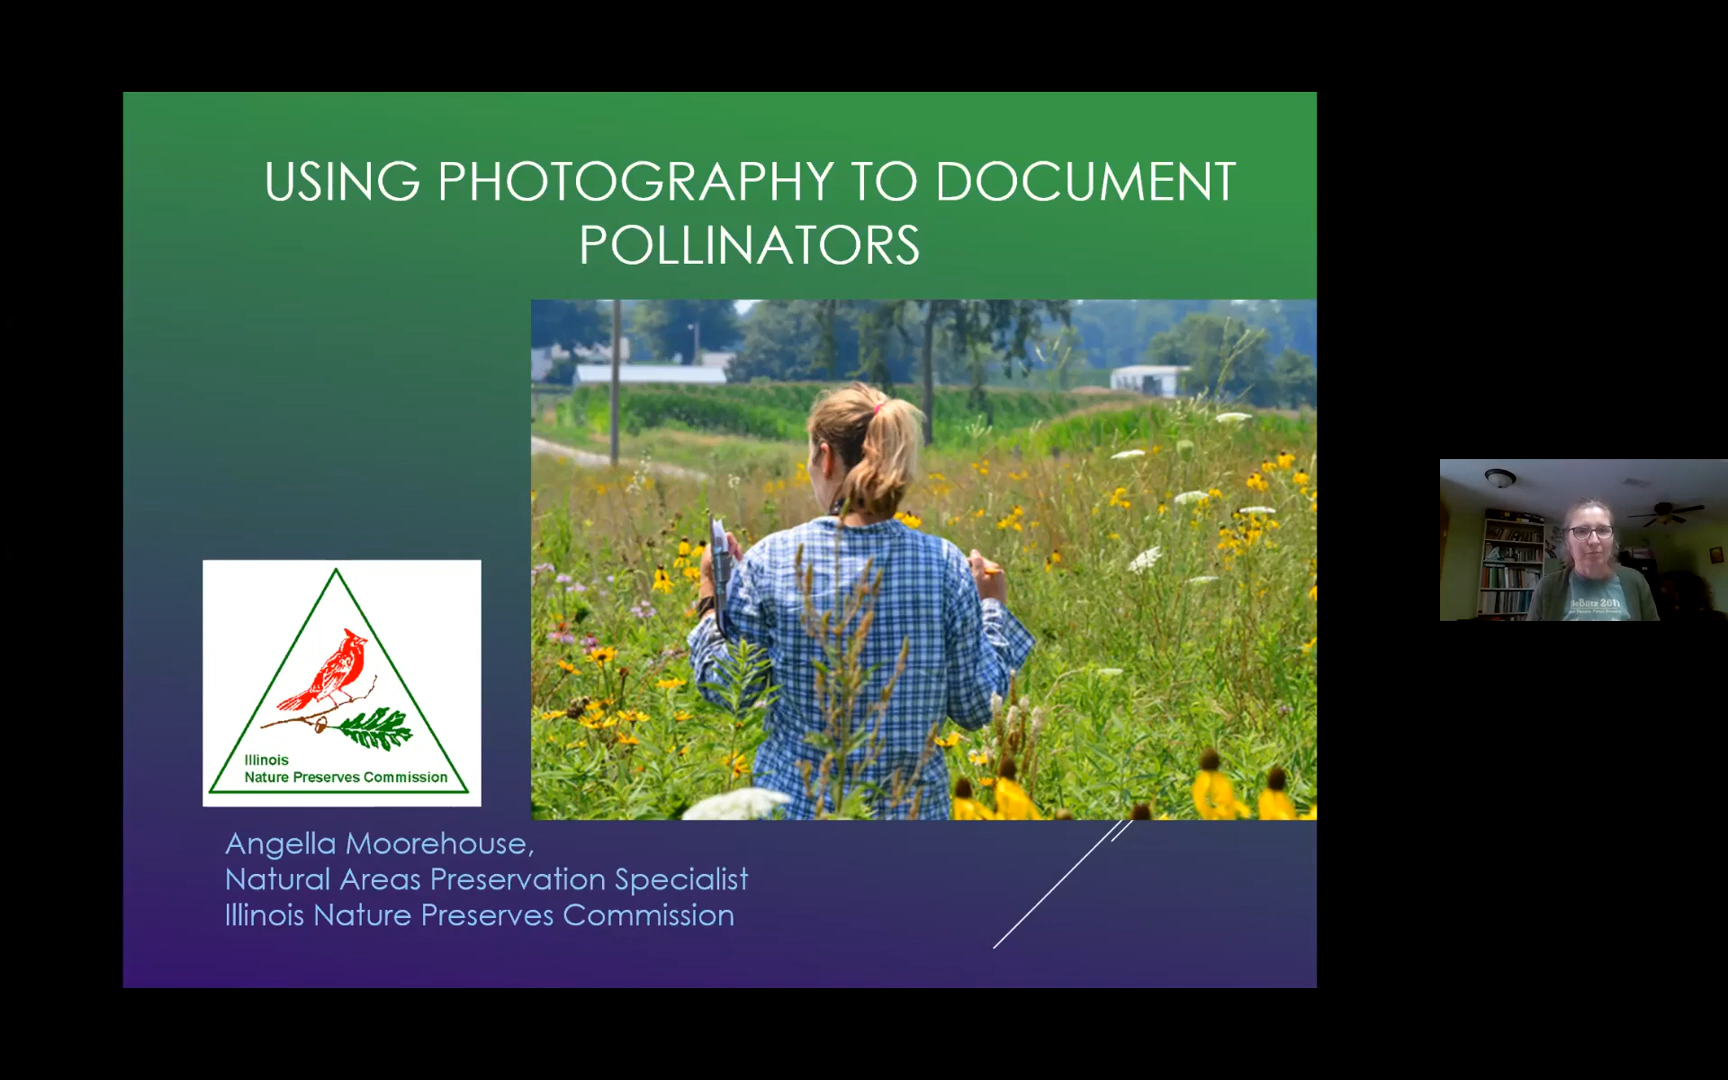 USING PHOTOGRAPHY TO DOCUMENT
POLLINATORS
Illinois
Nature Preserves Commission
Angella Moorehouse,
Natural Areas Preservation Specialist
Illinois Nature Preserves Commission